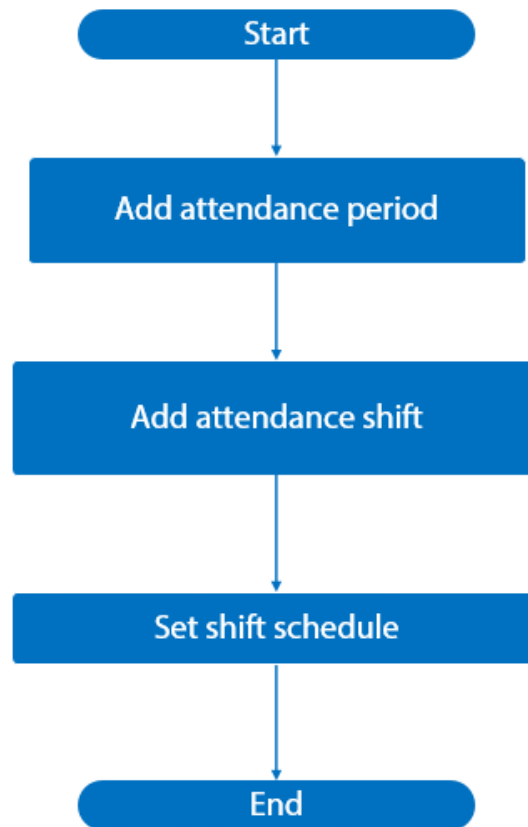 Start
Add attendance period
Add attendance shift
Set shift schedule
End